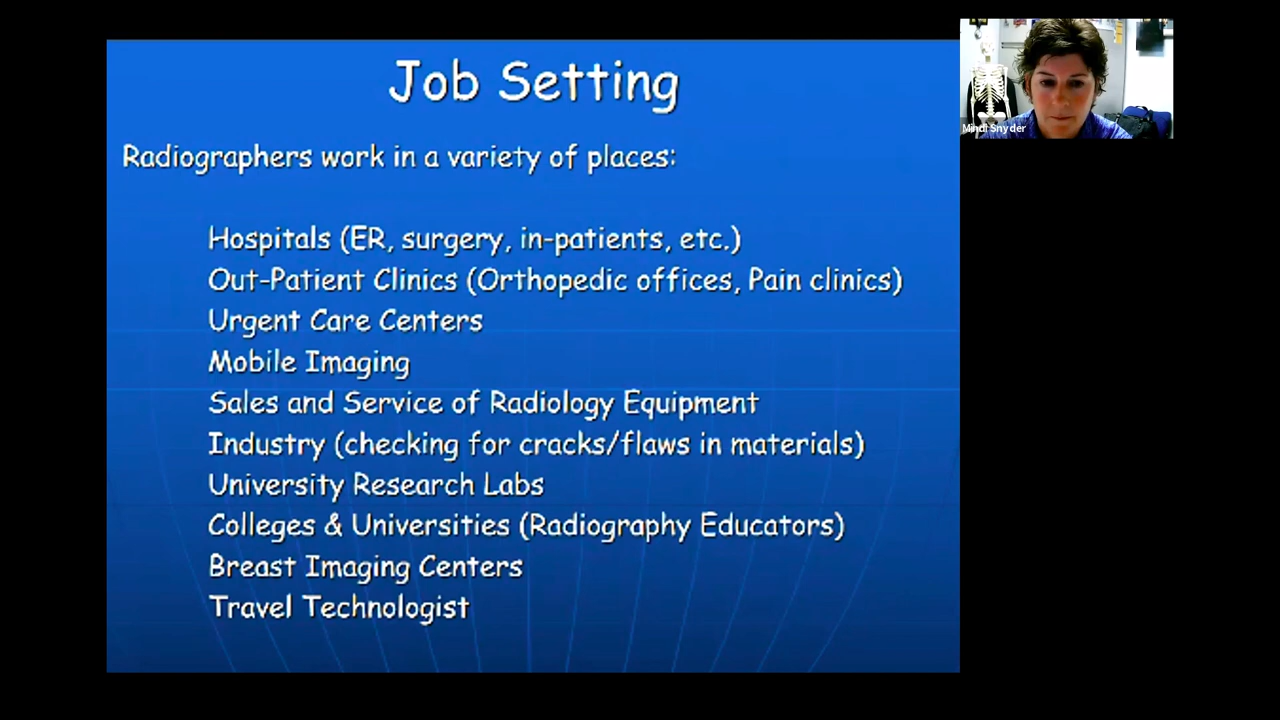 Job Setting
Radiographers work in a variety of places:
Hospitals (ER, surgery, in-patients, etc.)
Out-Patient Clinics (Orthopedic offices, Pain clinics)
Urgent Care Centers
Mobile Imaging
Sales and Service of Radiology Equipment
Industry (checking for cracks/flaws in materials)
University Research Labs
Colleges & Universities (Radiography Educators)
Breast Imaging Centers
Travel Technologist
Mindi Snyder